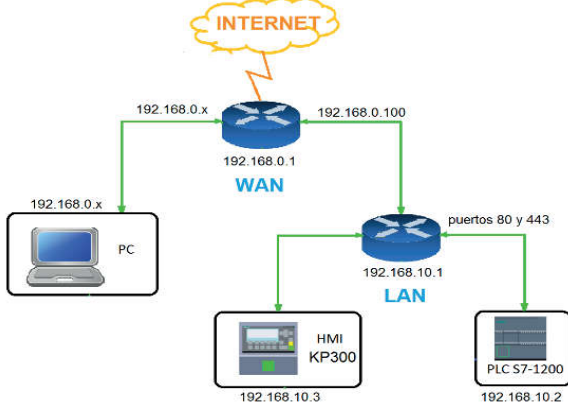 INTERNET
192.168.0.x
192.168.0.100
192.168.0.1
WAN
192.168.0.x
PC
puertos 80 y 443
192.168.10.1
LAN
HMI
KP300
PLC S7-1200
192.168.10.3
192.168.10.2